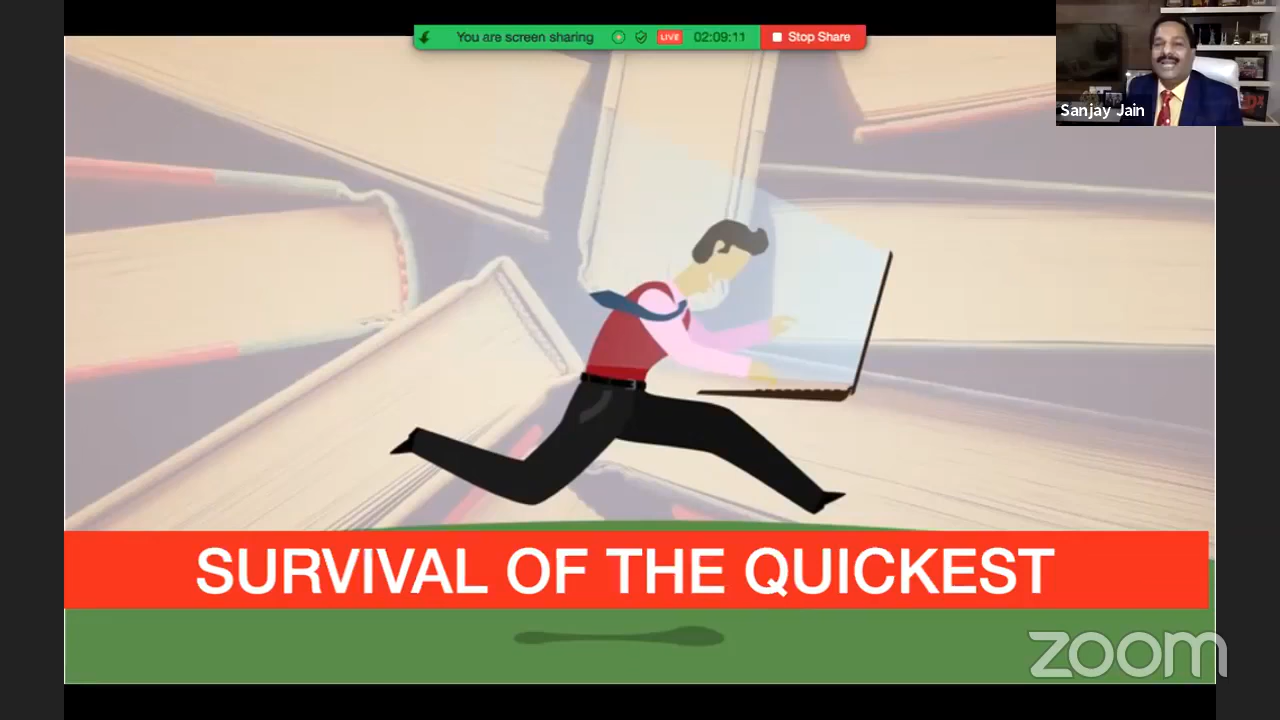 You are screen sharing LIVE 02:09:11 Stop Share
Sanjay Jain
SURVIVAL OF THE QUICKEST
zoom